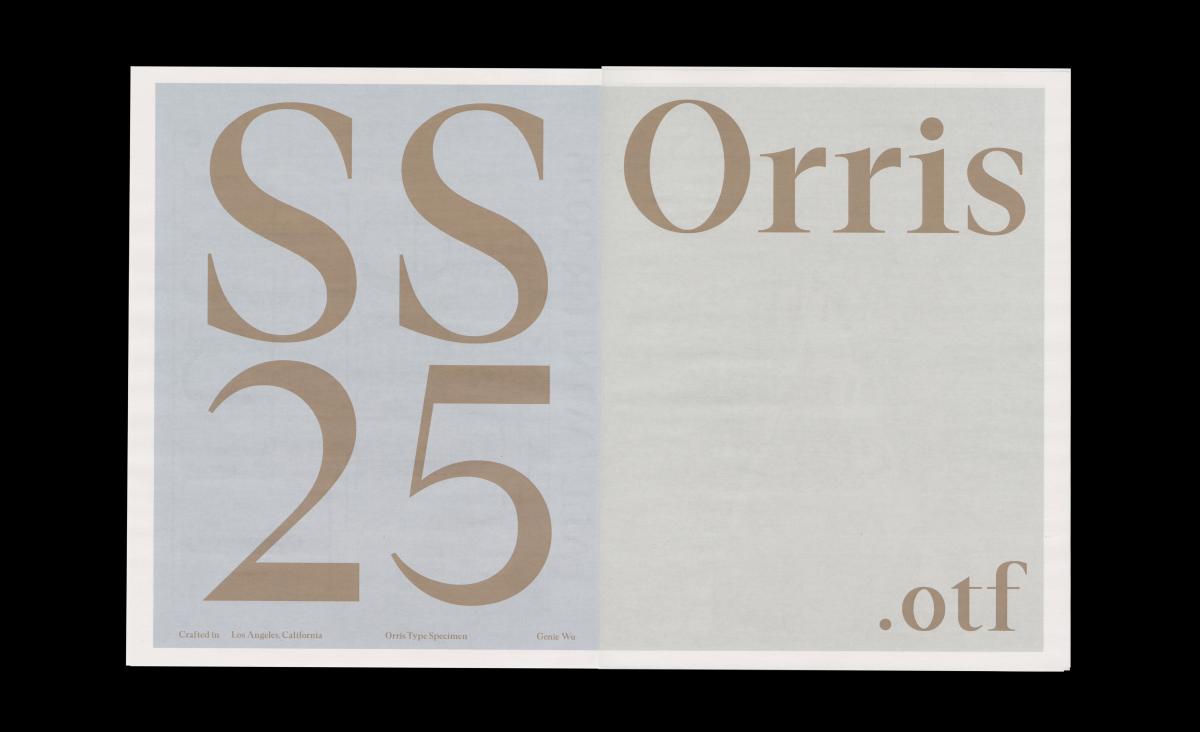 SS
25
Crafted in Los Angeles, California Orris Type Specimen Genie Wu
Orris
.otf